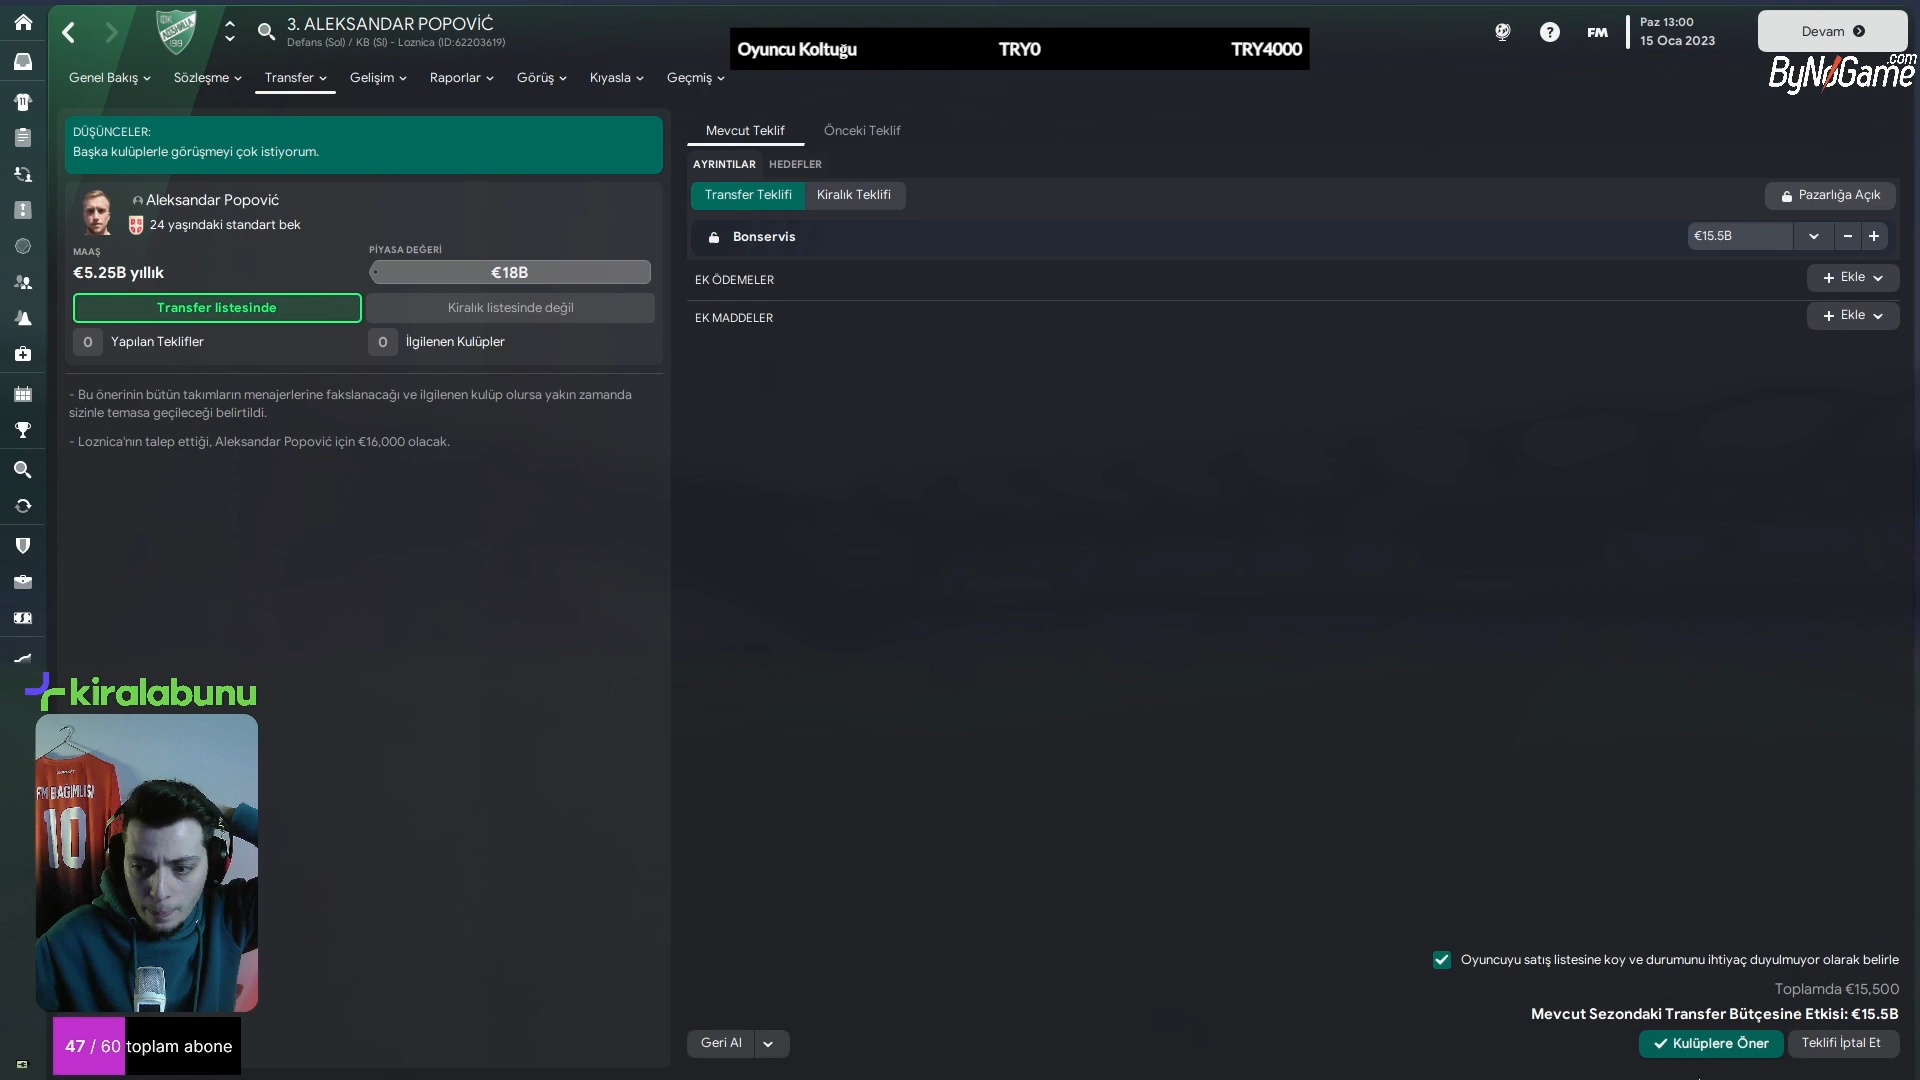 3. ALEKSANDAR POPOVIĆ
Defans (Sol) / KB (SI) - Loznica (ID:62203619)
Oyuncu Koltuğu TRY0 TRY4000
FM
Paz 13:00
15 Oca 2023
Devam
ByNoGame.com
Genel Bakış
Sözleşme
Transfer
Gelişim
Raporlar
Görüş
Kıyasla
Geçmiş
DÜŞÜNCELER:
Başka kulüplerle görüşmeyi çok istiyorum.
Aleksandar Popović
24 yaşındaki standart bek
MAAŞ
€5.25B yıllık
PİYASA DEĞERİ
€18B
Transfer listesinde
Kiralık listesinde değil
0 Yapılan Teklifler
0 İlgilenen Kulüpler
- Bu önerinin bütün takımların menajerlerine fakslanacağı ve ilgilenen kulüp olursa yakın zamanda
sizinle temasa geçileceği belirtildi.
- Loznica'nın talep ettiği, Aleksandar Popović için €16,000 olacak.
Mevcut Teklif
Önceki Teklif
AYRINTILAR
HEDEFLER
Transfer Teklifi
Kiralık Teklifi
Pazarlığa Açık
Bonservis
€15.5B
EK ÖDEMELER
Ekle
EK MADDELER
Ekle
kiralabunu
FM BAĞIMLISI
10
47 / 60 toplam abone
Oyuncuyu satış listesine koy ve durumunu ihtiyaç duyulmuyor olarak belirle
Toplamda €15,500
Mevcut Sezondaki Transfer Bütçesine Etkisi: €15.5B
Geri Al
Kulüplere Öner
Teklifi İptal Et